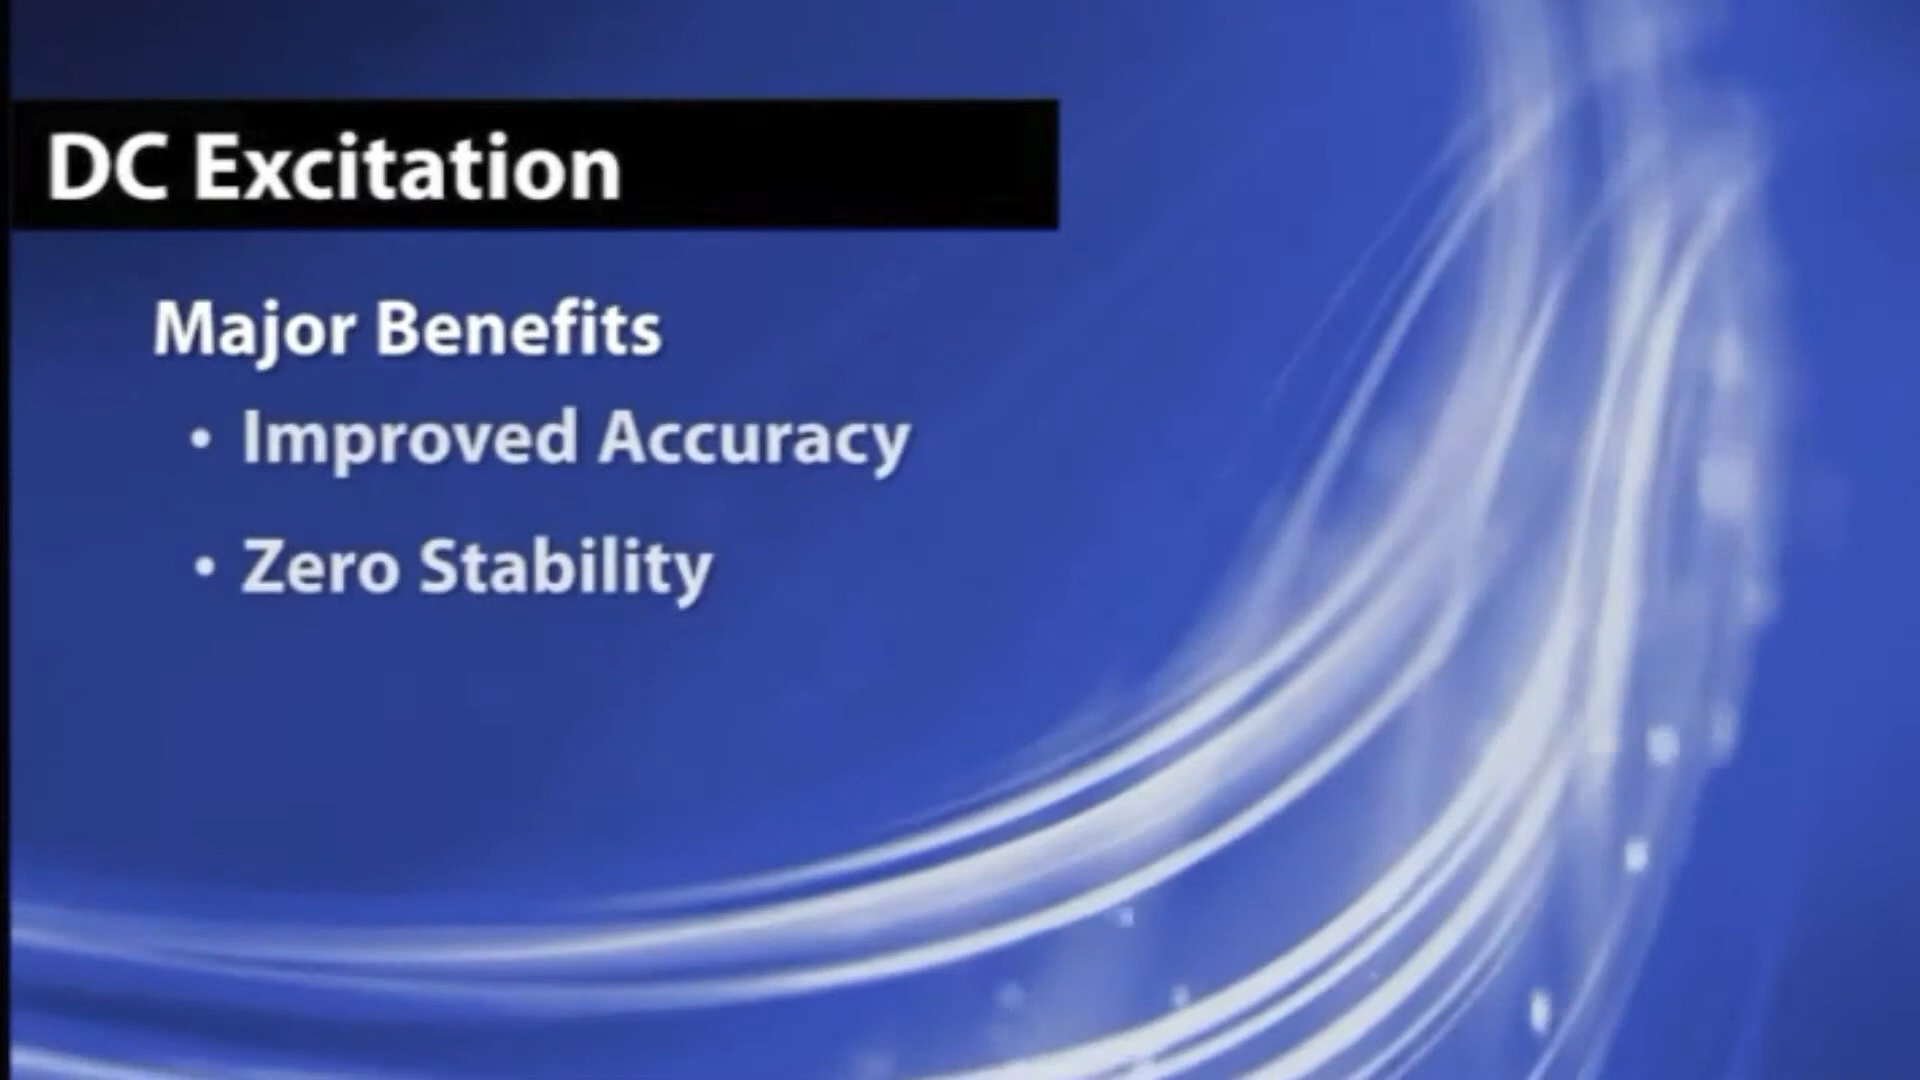 DC Excitation
Major Benefits
• Improved Accuracy
• Zero Stability